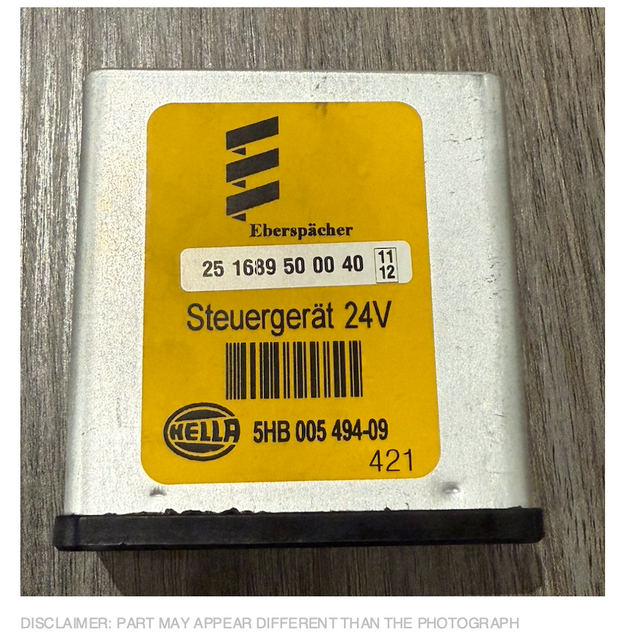 Eberspächer
25 1689 50 00 40 11
12
Steuergerät 24V
HELLA 5HB 005 494-09
421
DISCLAIMER: PART MAY APPEAR DIFFERENT THAN THE PHOTOGRAPH